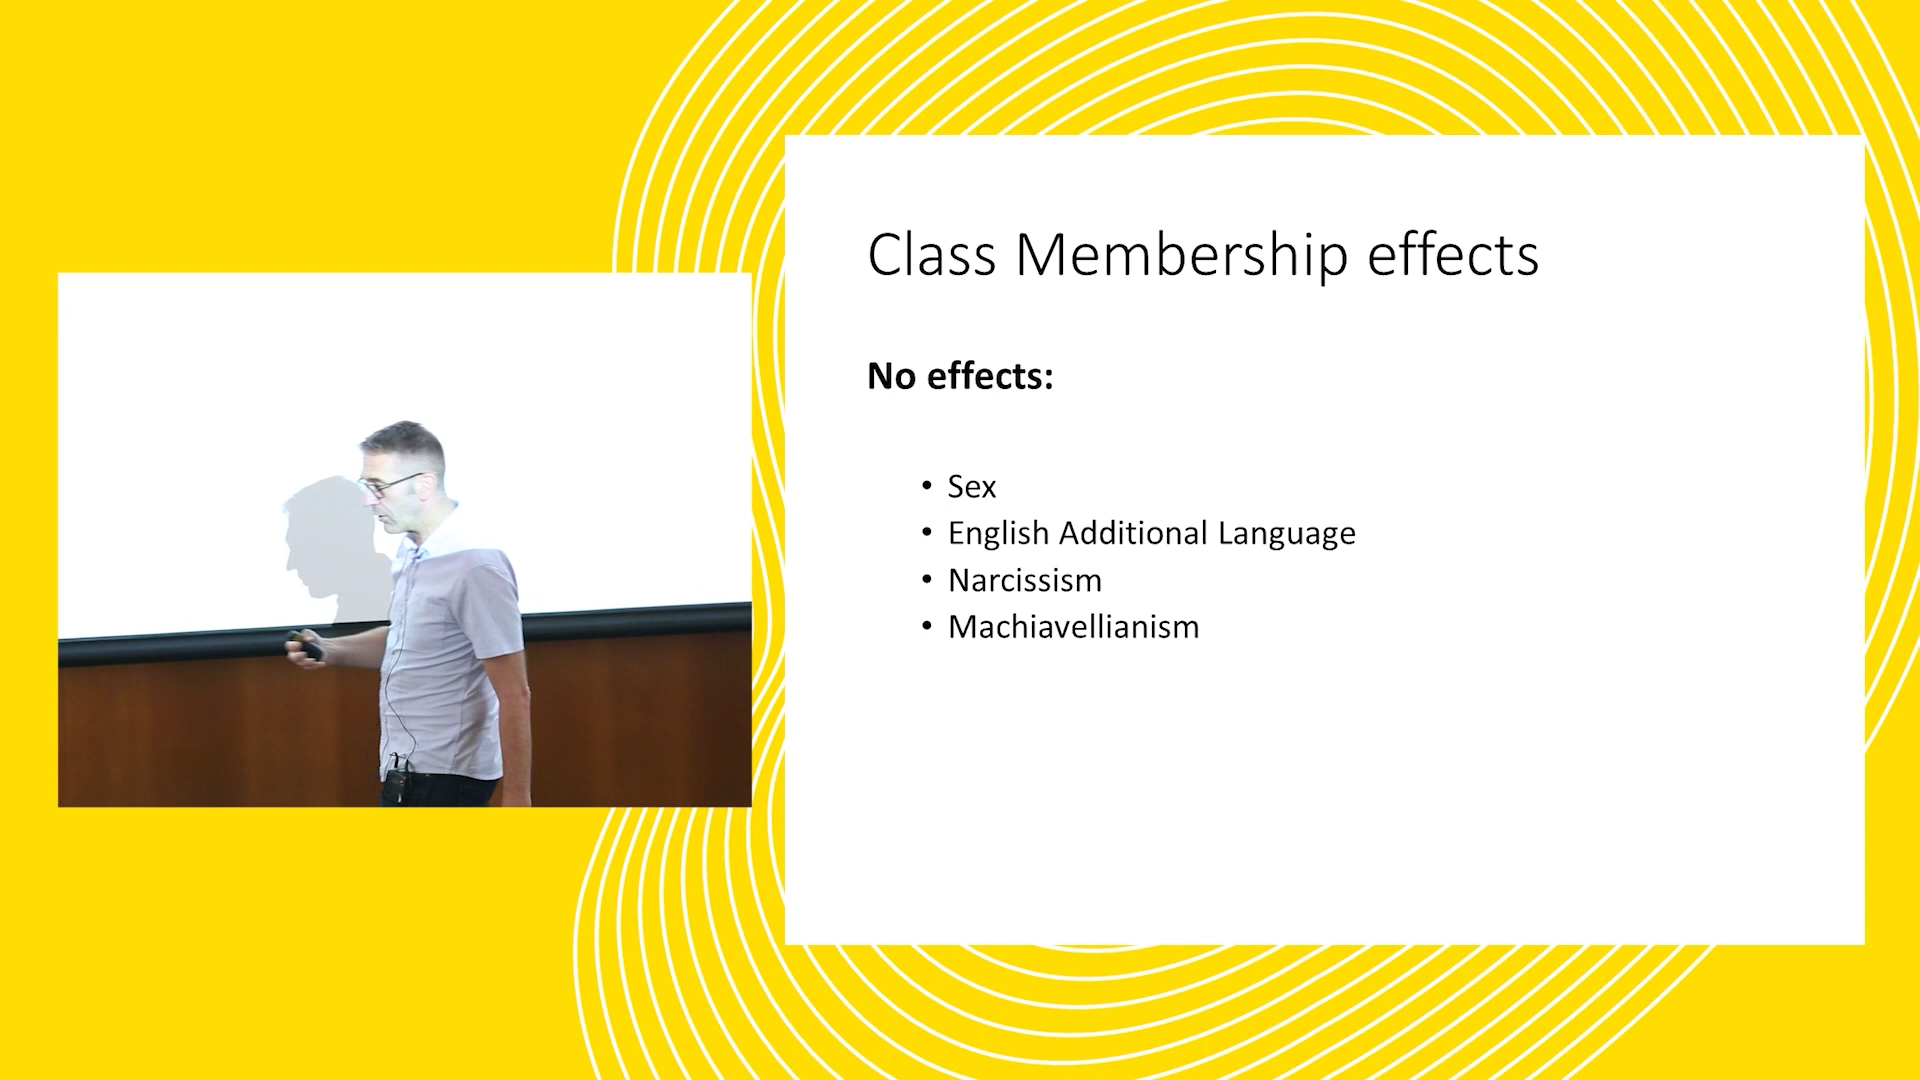 Class Membership effects
No effects:
• Sex
• English Additional Language
• Narcissism
• Machiavellianism